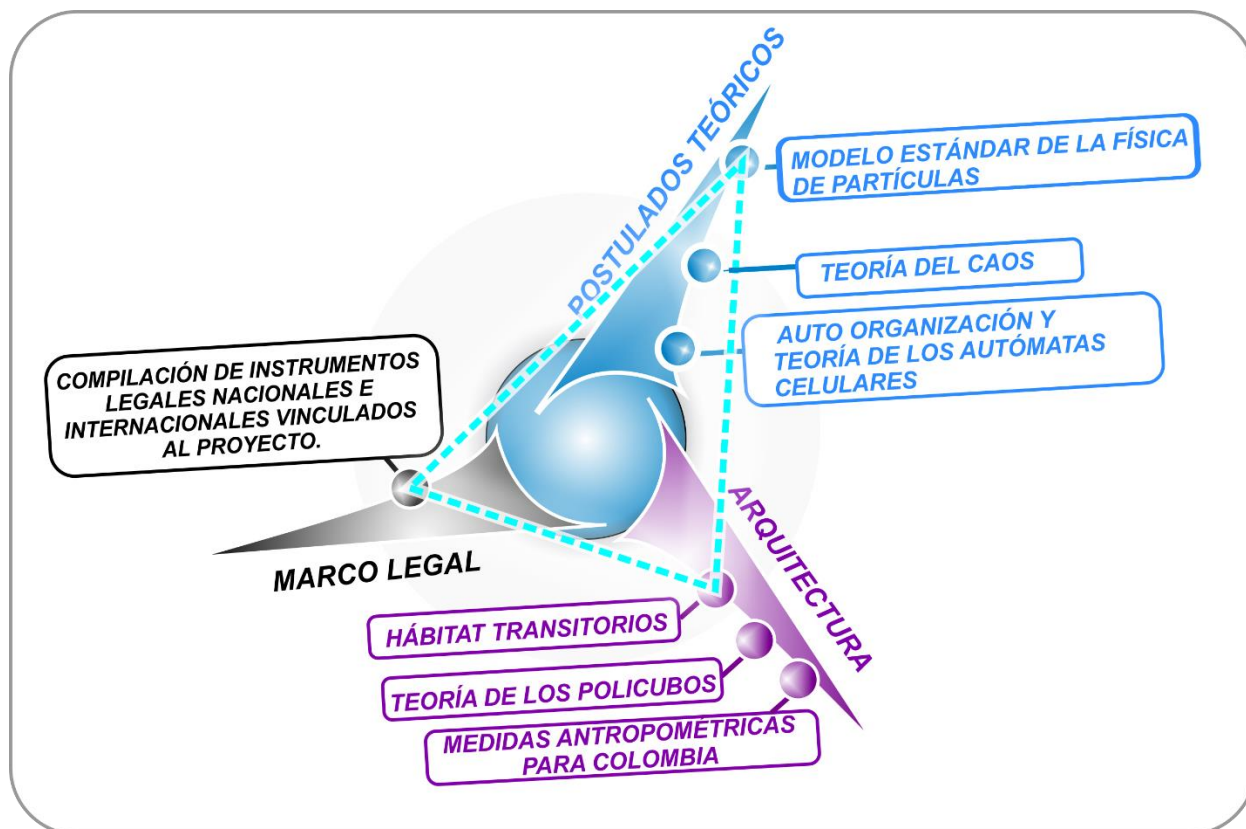 POSTULADOS TEÓRICOS
MODELO ESTÁNDAR DE LA FÍSICA
DE PARTÍCULAS
TEORÍA DEL CAOS
AUTO ORGANIZACIÓN Y
TEORÍA DE LOS AUTÓMATAS
CELULARES
COMPILACIÓN DE INSTRUMENTOS
LEGALES NACIONALES E
INTERNACIONALES VINCULADOS
AL PROYECTO.
MARCO LEGAL
ARQUITECTURA
HÁBITAT TRANSITORIOS
TEORÍA DE LOS POLICUBOS
MEDIDAS ANTROPOMÉTRICAS
PARA COLOMBIA